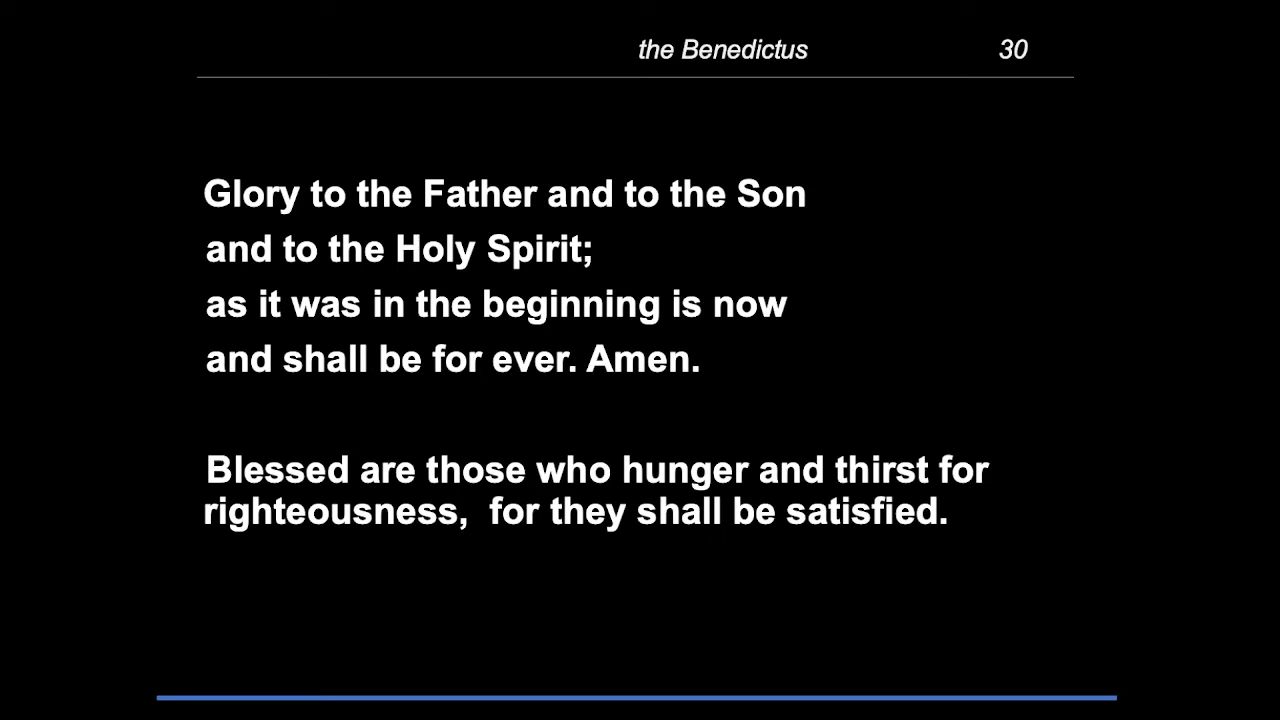 the Benedictus 30
Glory to the Father and to the Son
and to the Holy Spirit;
as it was in the beginning is now
and shall be for ever. Amen.
Blessed are those who hunger and thirst for
righteousness,  for they shall be satisfied.